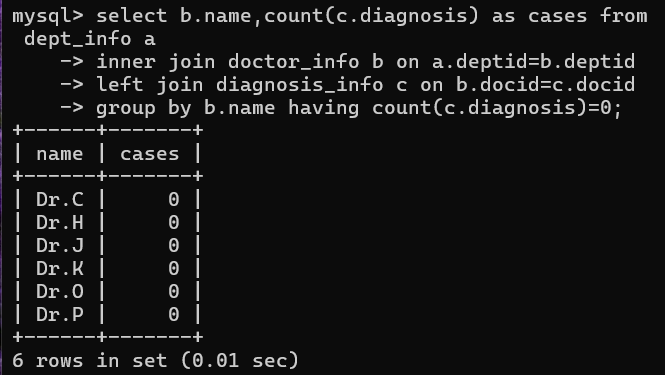 mysql> select b.name,count(c.diagnosis) as cases from
 dept_info a
    -> inner join doctor_info b on a.deptid=b.deptid
    -> left join diagnosis_info c on b.docid=c.docid
    -> group by b.name having count(c.diagnosis)=0;
+------+-------+
| name | cases |
+------+-------+
| Dr.C |     0 |
| Dr.H |     0 |
| Dr.J |     0 |
| Dr.K |     0 |
| Dr.O |     0 |
| Dr.P |     0 |
+------+-------+
6 rows in set (0.01 sec)